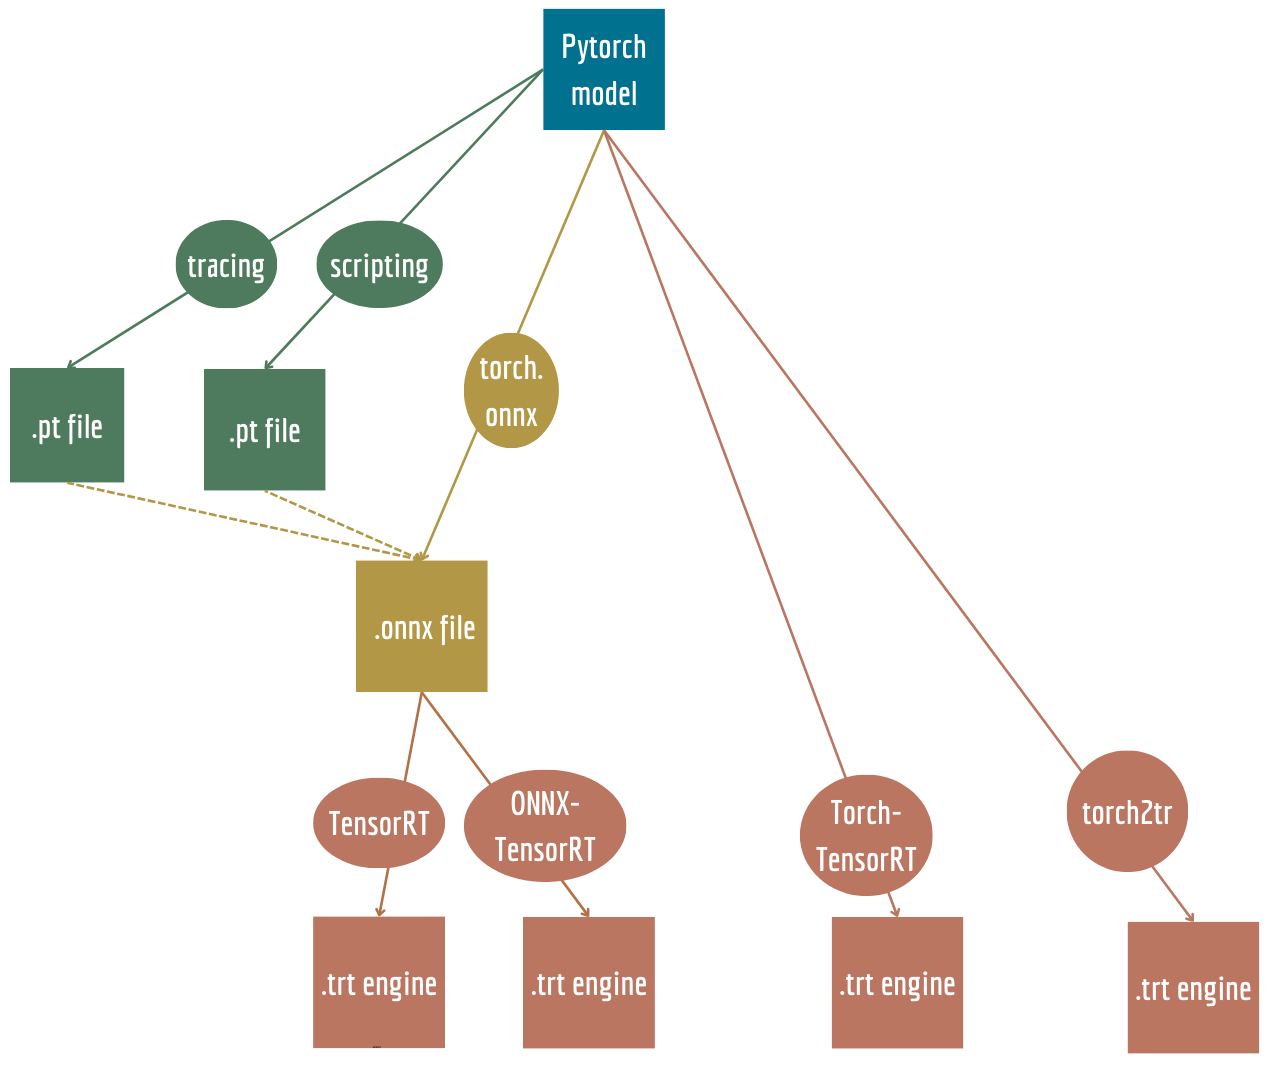 Pytorch
model
tracing
scripting
torch.
onnx
.pt file
.pt file
.onnx file
TensorRT
ONNX-
TensorRT
Torch-
TensorRT
torch2tr
.trt engine
.trt engine
.trt engine
.trt engine